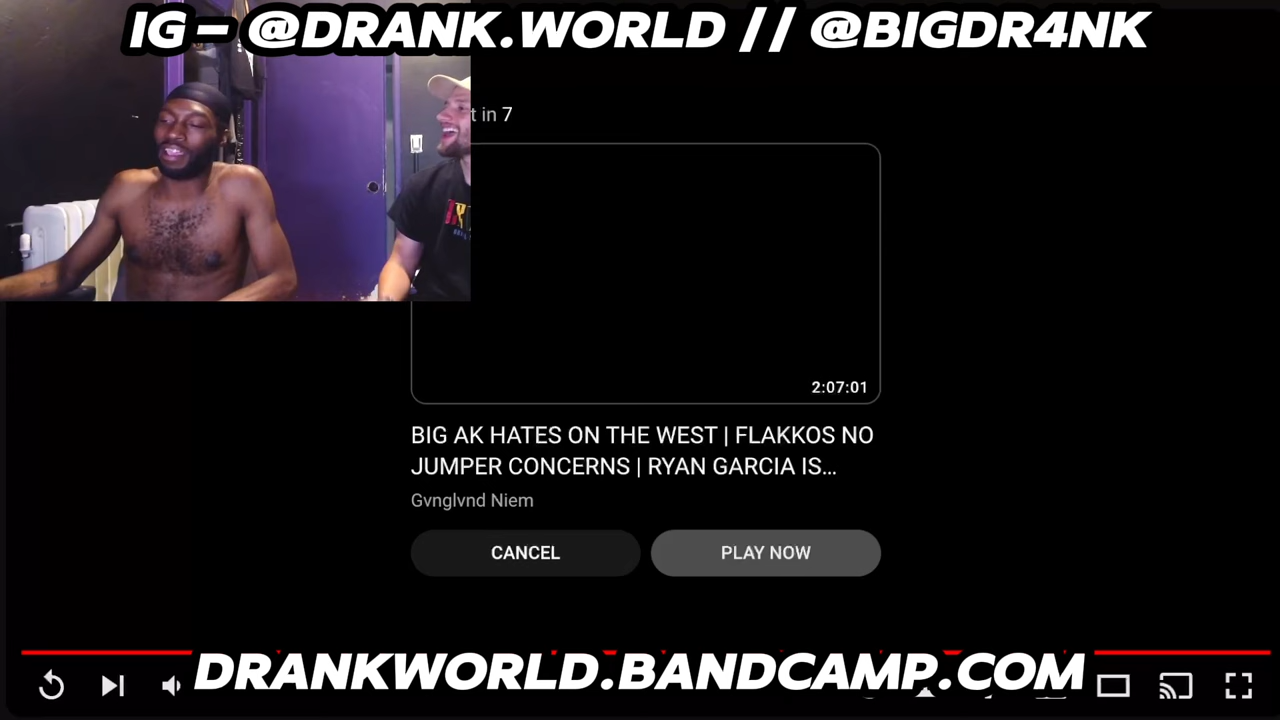 IG – @DRANK.WORLD // @BIGDR4NK
t in 7
2:07:01
BIG AK HATES ON THE WEST | FLAKKOS NO
JUMPER CONCERNS | RYAN GARCIA IS...
Gvnglvnd Niem
CANCEL
PLAY NOW
DRANKWORLD.BANDCAMP.COM